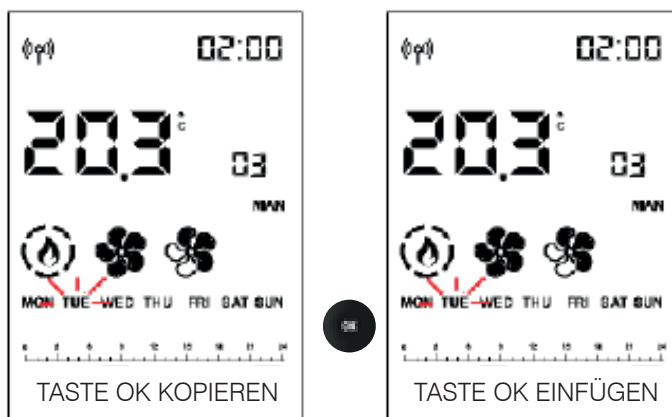 02:00
20.3 °C
03
MAN
MON TUE WED THU FRI SAT SUN
TASTE OK KOPIEREN
02:00
20.3 °C
03
MAN
MON TUE WED THU FRI SAT SUN
TASTE OK EINFÜGEN